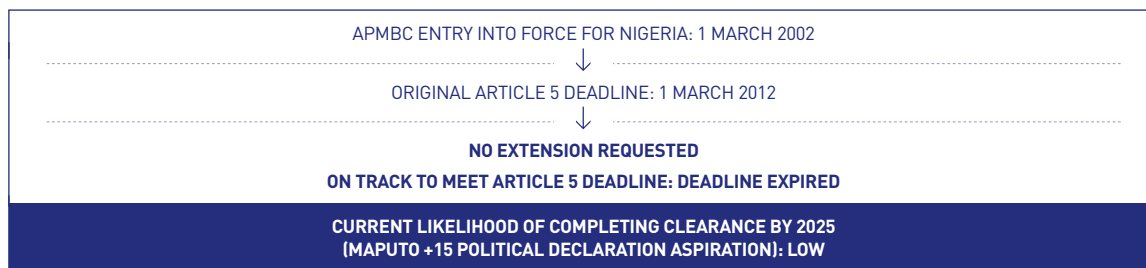 APMBC ENTRY INTO FORCE FOR NIGERIA: 1 MARCH 2002
ORIGINAL ARTICLE 5 DEADLINE: 1 MARCH 2012
NO EXTENSION REQUESTED
ON TRACK TO MEET ARTICLE 5 DEADLINE: DEADLINE EXPIRED
CURRENT LIKELIHOOD OF COMPLETING CLEARANCE BY 2025
(MAPUTO +15 POLITICAL DECLARATION ASPIRATION): LOW